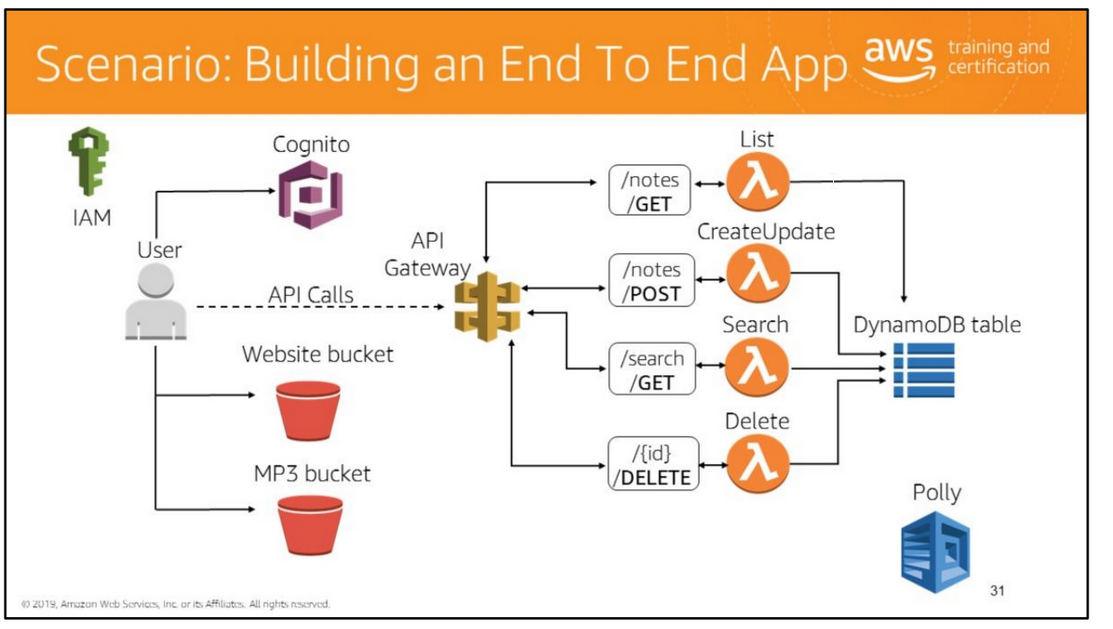 Scenario: Building an End To End App
aws training and
certification
IAM
Cognito
User
API Calls
API
Gateway
Website bucket
MP3 bucket
/notes
/GET
List
/notes
/POST
CreateUpdate
/search
/GET
Search
/{id}
/DELETE
Delete
DynamoDB table
Polly
31
© 2019, Amazon Web Services, Inc. or its Affiliates. All rights reserved.